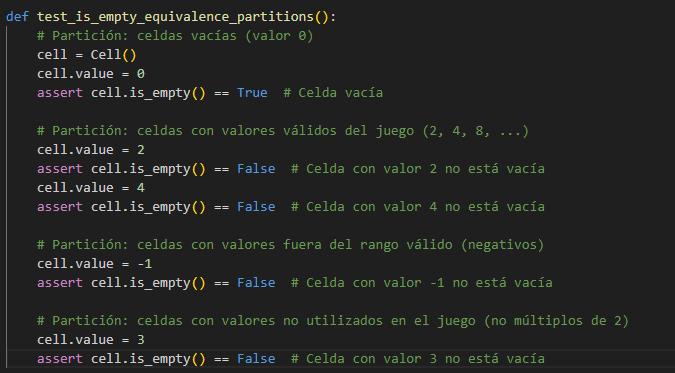 def test_is_empty_equivalence_partitions():
    # Partición: celdas vacías (valor 0)
    cell = Cell()
    cell.value = 0
    assert cell.is_empty() == True  # Celda vacía

    # Partición: celdas con valores válidos del juego (2, 4, 8, ...)
    cell.value = 2
    assert cell.is_empty() == False  # Celda con valor 2 no está vacía
    cell.value = 4
    assert cell.is_empty() == False  # Celda con valor 4 no está vacía

    # Partición: celdas con valores fuera del rango válido (negativos)
    cell.value = -1
    assert cell.is_empty() == False  # Celda con valor -1 no está vacía

    # Partición: celdas con valores no utilizados en el juego (no múltiplos de 2)
    cell.value = 3
    assert cell.is_empty() == False  # Celda con valor 3 no está vacía